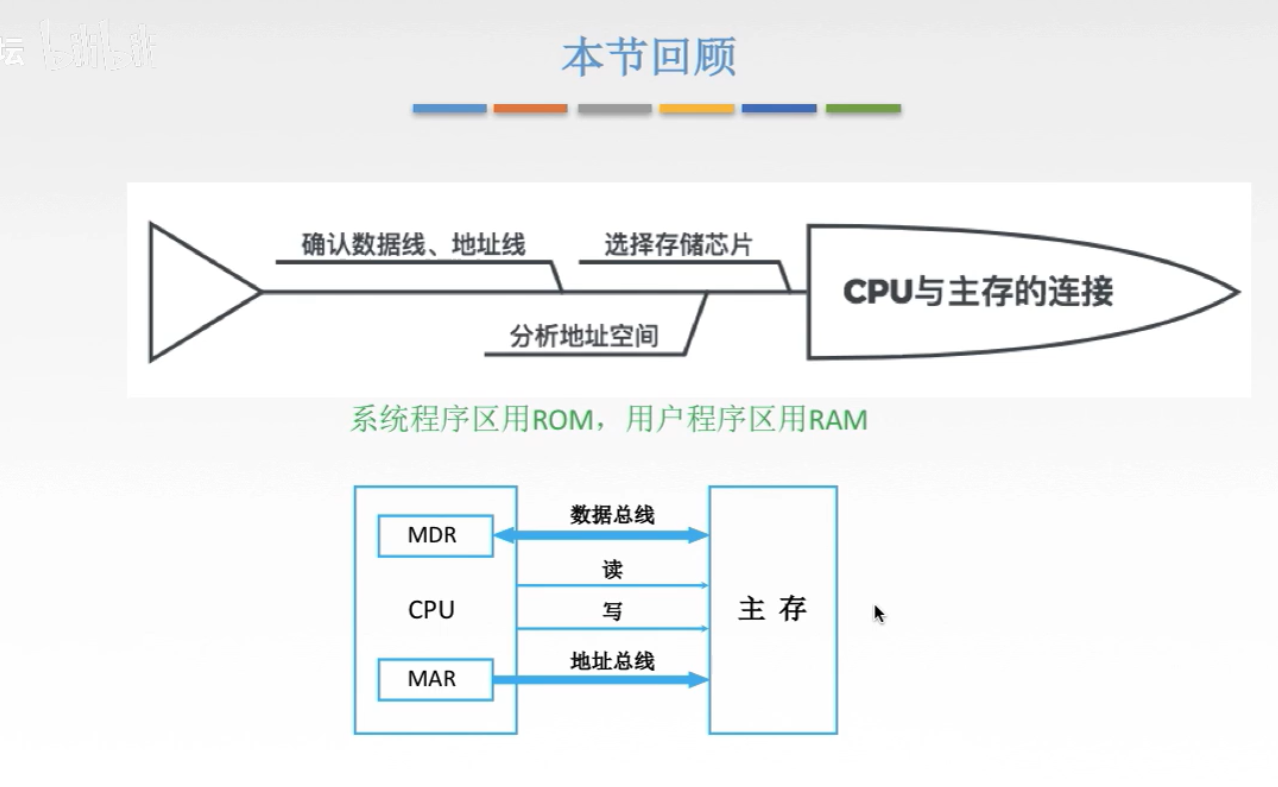 坛 bilibili
本节回顾
确认数据线、地址线
选择存储芯片
CPU与主存的连接
分析地址空间
系统程序区用ROM，用户程序区用RAM
数据总线
MDR
读
CPU
写
主 存
地址总线
MAR